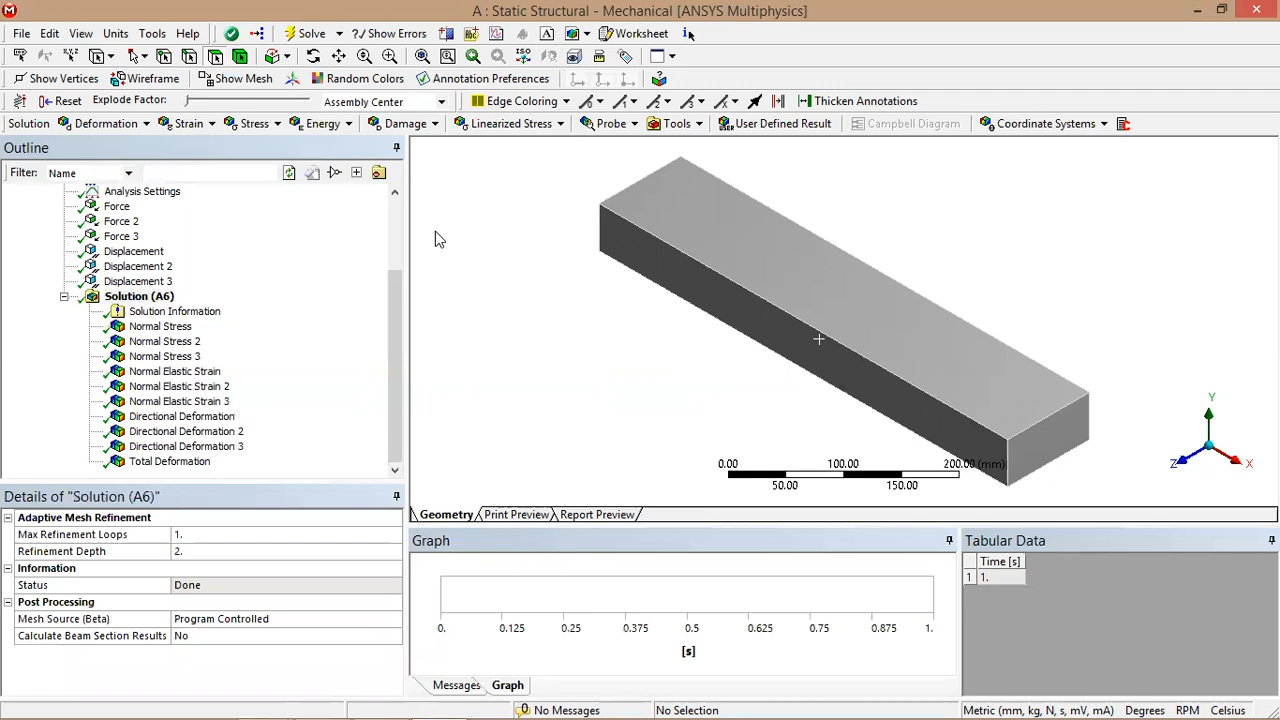 A : Static Structural - Mechanical [ANSYS Multiphysics]
File Edit View Units Tools Help Solve Show Errors Worksheet
Show Vertices Wireframe Show Mesh Random Colors Annotation Preferences
Reset Explode Factor: Assembly Center Edge Coloring Thicken Annotations
Solution Deformation Strain Stress Energy Damage Linearized Stress Probe Tools User Defined Result Campbell Diagram Coordinate Systems
Outline
Filter: Name
Analysis Settings
Force
Force 2
Force 3
Displacement
Displacement 2
Displacement 3
Solution (A6)
Solution Information
Normal Stress
Normal Stress 2
Normal Stress 3
Normal Elastic Strain
Normal Elastic Strain 2
Normal Elastic Strain 3
Directional Deformation
Directional Deformation 2
Directional Deformation 3
Total Deformation
Details of "Solution (A6)"
Adaptive Mesh Refinement
Max Refinement Loops 1.
Refinement Depth 2.
Information
Status Done
Post Processing
Mesh Source (Beta) Program Controlled
Calculate Beam Section Results No
Y
Z X
0.00 100.00 200.00 (mm)
50.00 150.00
Geometry Print Preview Report Preview
Graph
0. 0.125 0.25 0.375 0.5 0.625 0.75 0.875 1.
[s]
Messages Graph
Tabular Data
Time [s]
1 1.
0 No Messages No Selection Metric (mm, kg, N, s, mV, mA) Degrees RPM Celsius